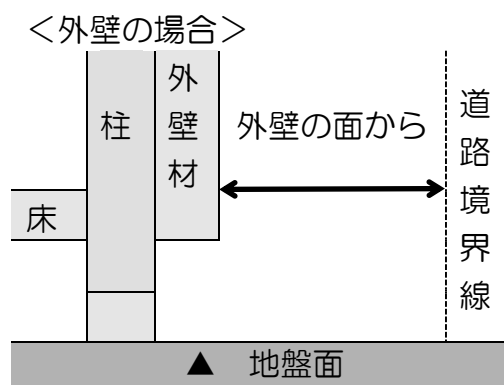 <外壁の場合>
柱
外壁材
外壁の面から
道路境界線
床
▲ 地盤面